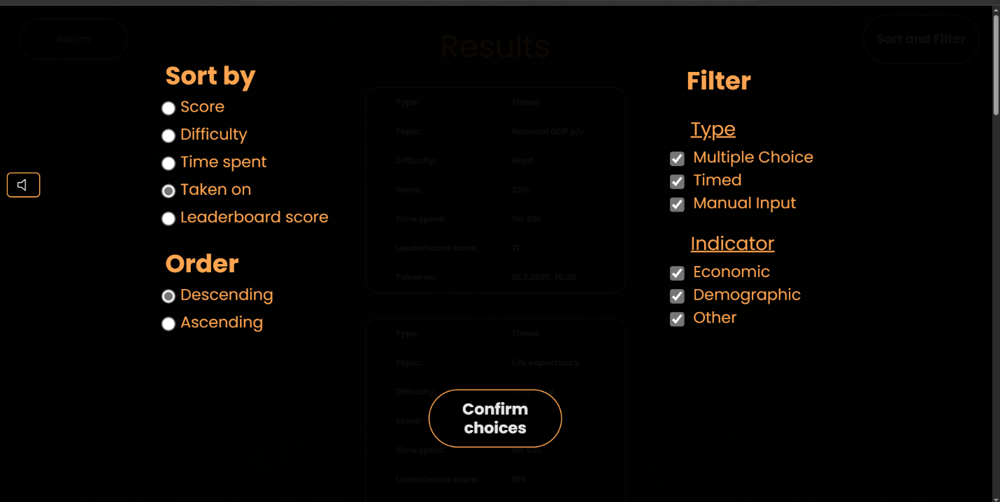 Return
Results
Sort and Filter
Sort by
Score
Difficulty
Time spent
Taken on
Leaderboard score
Order
Descending
Ascending
Type: Timed
Topic: Nominal GDP p/c
Difficulty: Hard
Score: 25%
Time spent: 1m 40s
Leaderboard score: 71
Taken on: 10.3.2025, 15:20
Type: Timed
Topic: Life expectancy
Difficulty:
Score:
Confirm
choices
Time spent: 1m 40s
Leaderboard score: 105
Filter
Type
Multiple Choice
Timed
Manual Input
Indicator
Economic
Demographic
Other